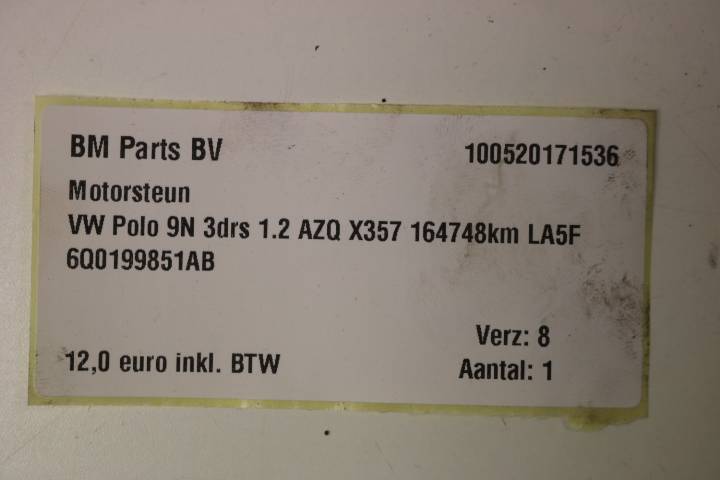 BM Parts BV 100520171536
Motorsteun
VW Polo 9N 3drs 1.2 AZQ X357 164748km LA5F
6Q0199851AB
Verz: 8
12,0 euro inkl. BTW Aantal: 1